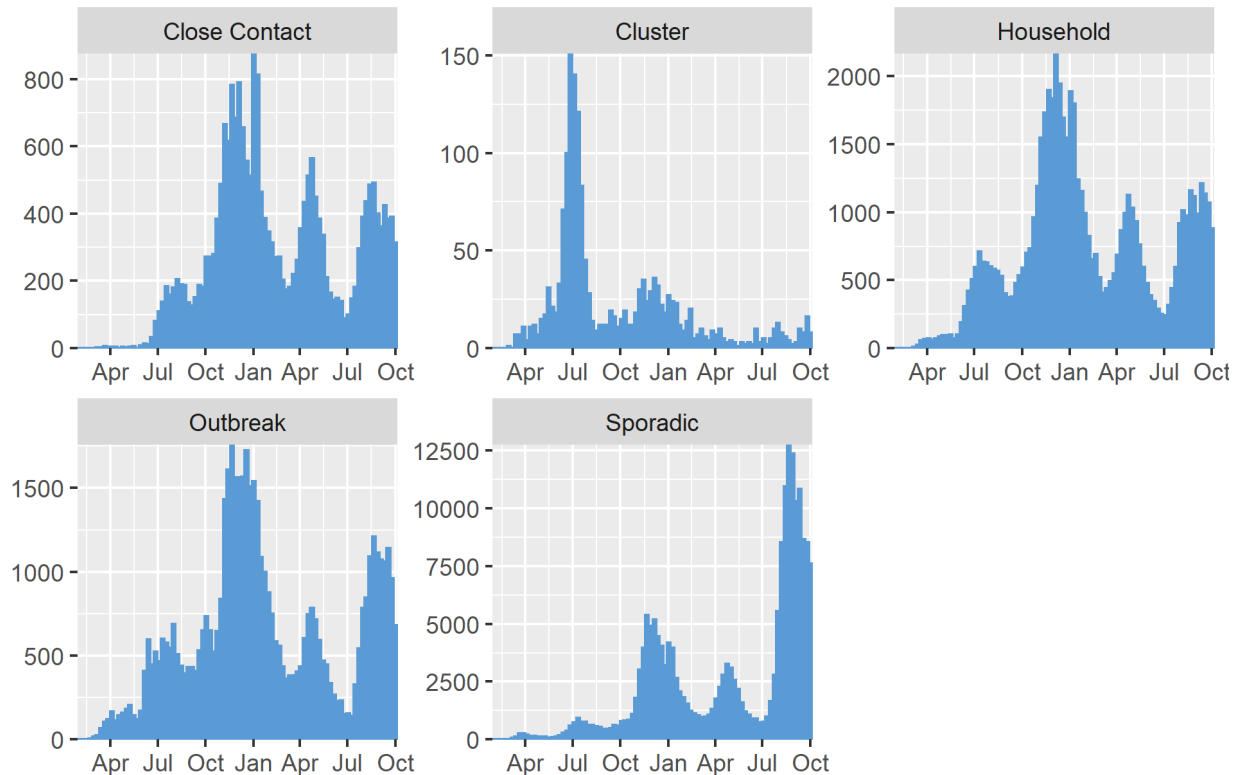 Close Contact
800
600
400
200
0
Apr Jul Oct Jan Apr Jul Oct
Cluster
150
100
50
0
Apr Jul Oct Jan Apr Jul Oct
Household
2000
1500
1000
500
0
Apr Jul Oct Jan Apr Jul Oct
Outbreak
1500
1000
500
0
Apr Jul Oct Jan Apr Jul Oct
Sporadic
12500
10000
7500
5000
2500
0
Apr Jul Oct Jan Apr Jul Oct